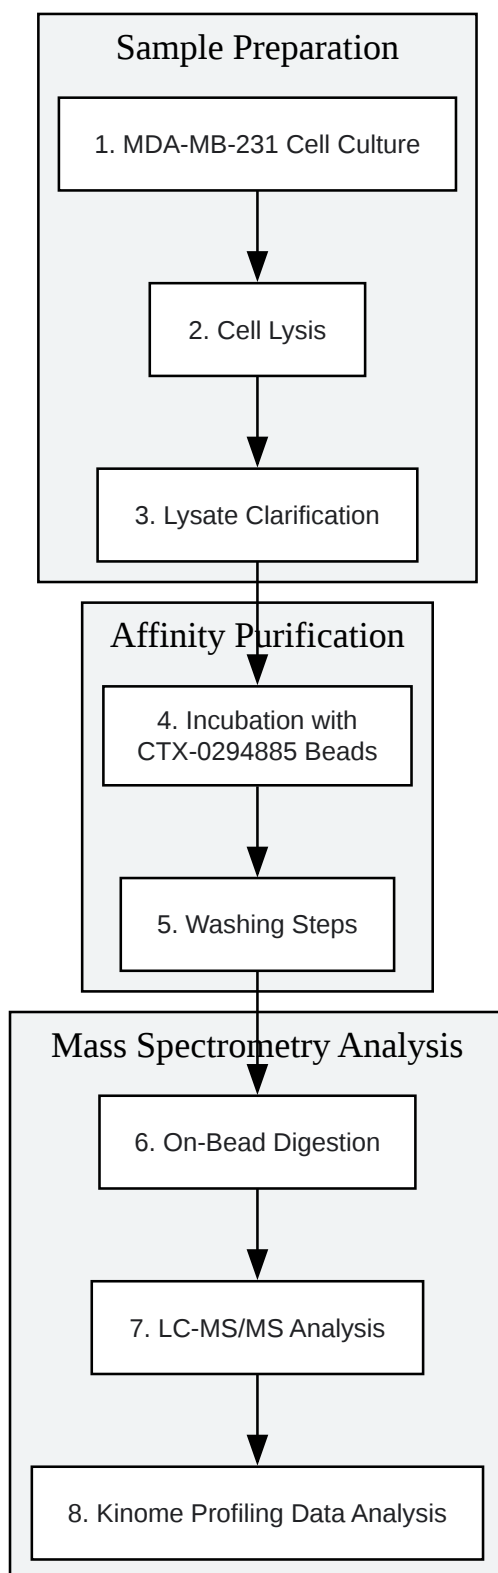 Sample Preparation
1. MDA-MB-231 Cell Culture
2. Cell Lysis
3. Lysate Clarification
Affinity Purification
4. Incubation with
CTX-0294885 Beads
5. Washing Steps
Mass Spectrometry Analysis
6. On-Bead Digestion
7. LC-MS/MS Analysis
8. Kinome Profiling Data Analysis